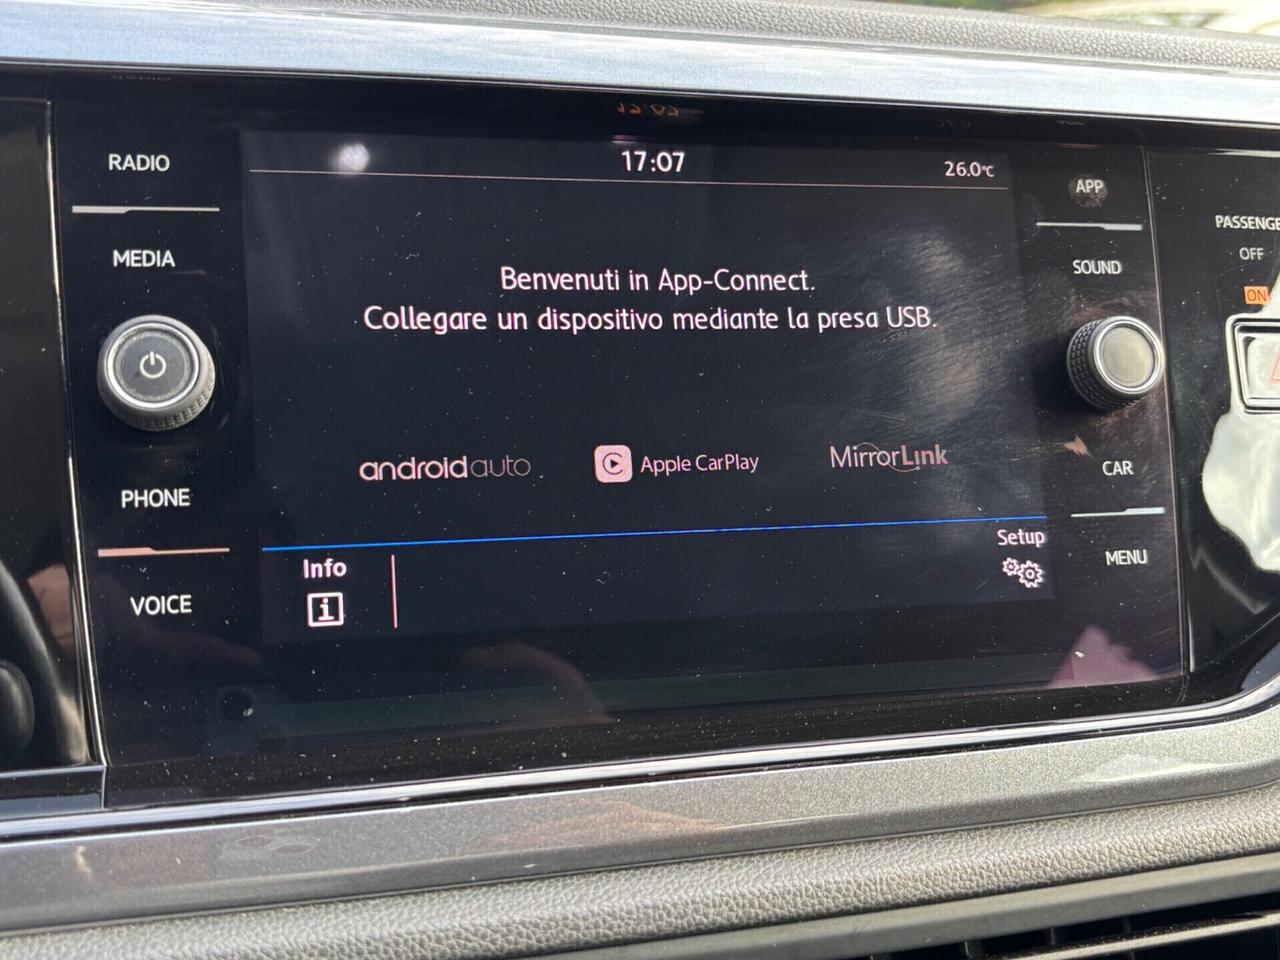 RADIO
MEDIA
PHONE
VOICE
17:07
26.0°C
Benvenuti in App-Connect.
Collegare un dispositivo mediante la presa USB.
androidauto
Apple CarPlay
MirrorLink
Info
i
Setup
APP
SOUND
CAR
MENU
PASSENGE
OFF
ON